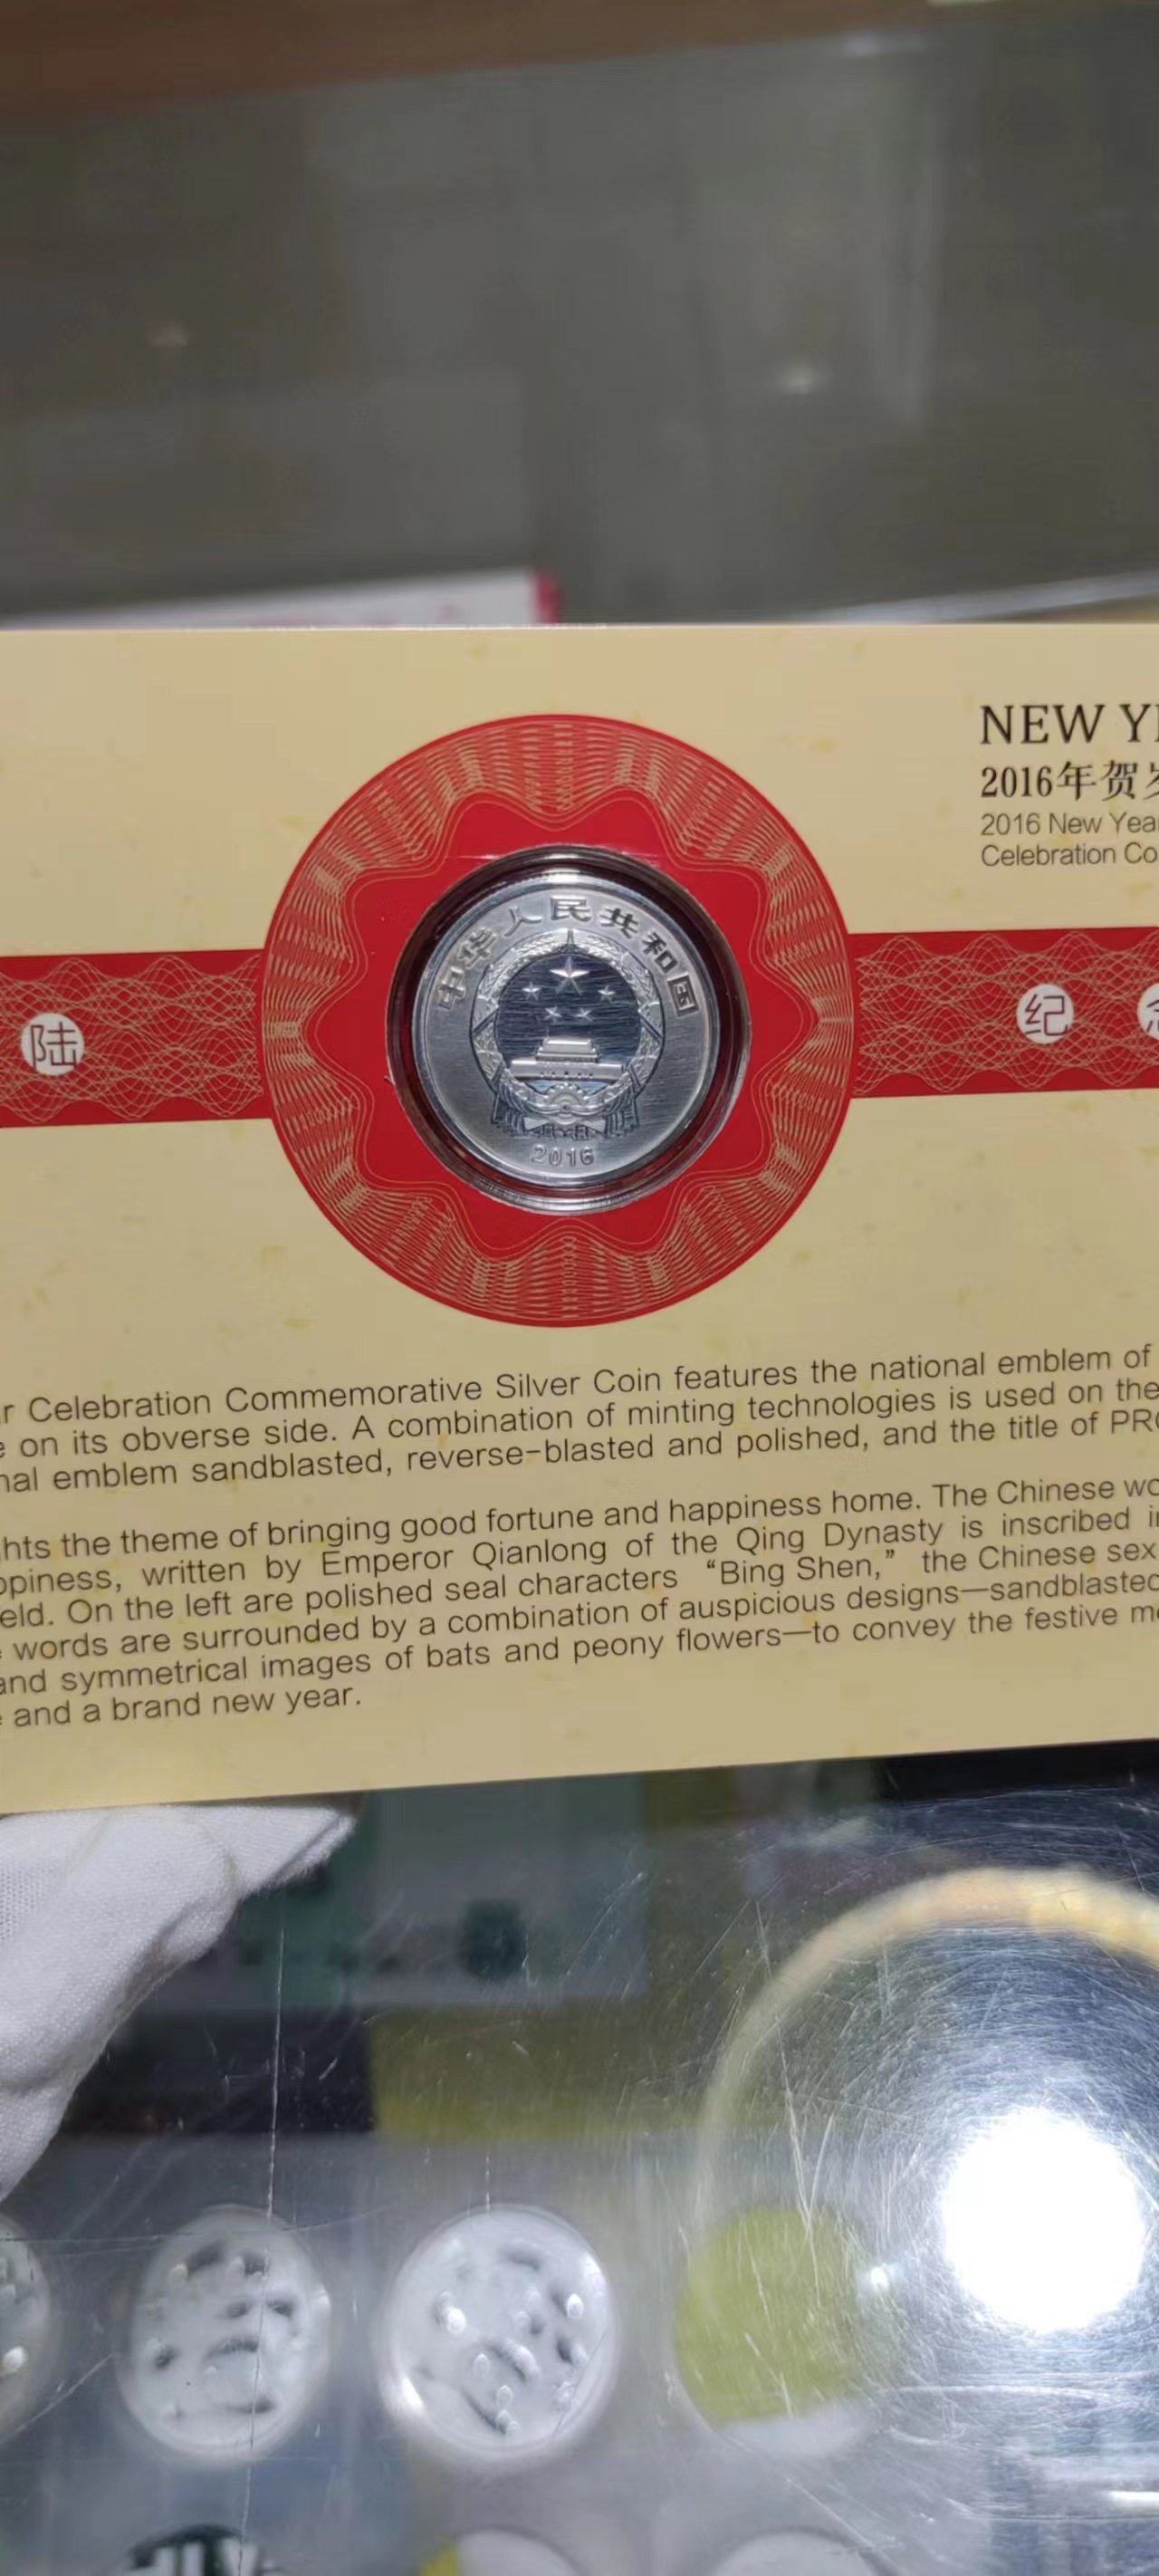 NEW Y
2016年贺
2016 New Yea
Celebration Co
陆
纪
中华人民共和国
2016
r Celebration Commemorative Silver Coin features the national emblem of
e on its obverse side. A combination of minting technologies is used on the
nal emblem sandblasted, reverse-blasted and polished, and the title of PR
ghts the theme of bringing good fortune and happiness home. The Chinese wo
ppiness, written by Emperor Qianlong of the Qing Dynasty is inscribed i
eld. On the left are polished seal characters “Bing Shen,” the Chinese sex
e words are surrounded by a combination of auspicious designs—sandblasted
and symmetrical images of bats and peony flowers—to convey the festive m
e and a brand new year.